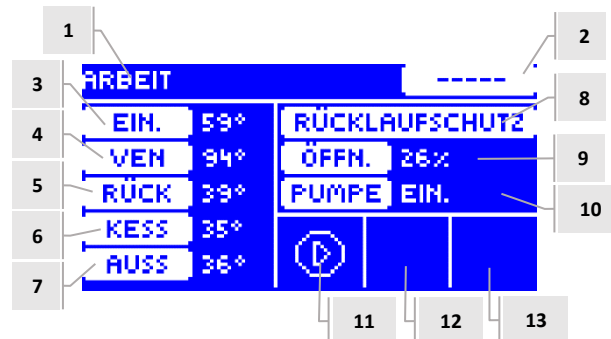 1
2
ARBEIT -----
3
EIN. 59°
RÜCKLAUFSCHUTZ
8
4
VEN 94°
ÖFFN. 26%
9
5
RÜCK 39°
PUMPE EIN.
10
6
KESS 35°
7
AUSS 36°
11
12
13